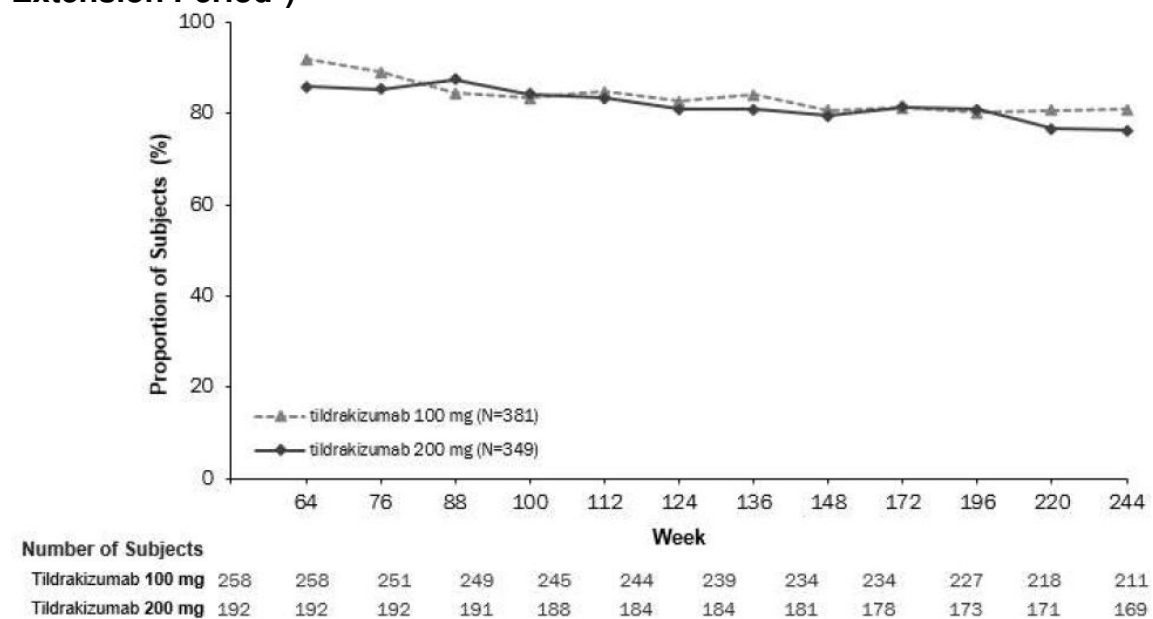 Extension Period )
100
80
60
40
20
0
Proportion of Subjects (%)
tildrakizumab 100 mg (N=381)
tildrakizumab 200 mg (N=349)
64 76 88 100 112 124 136 148 172 196 220 244
Week
Number of Subjects
Tildrakizumab 100 mg 258 258 251 249 245 244 239 234 234 227 218 211
Tildrakizumab 200 mg 192 192 192 191 188 184 184 181 178 173 171 169